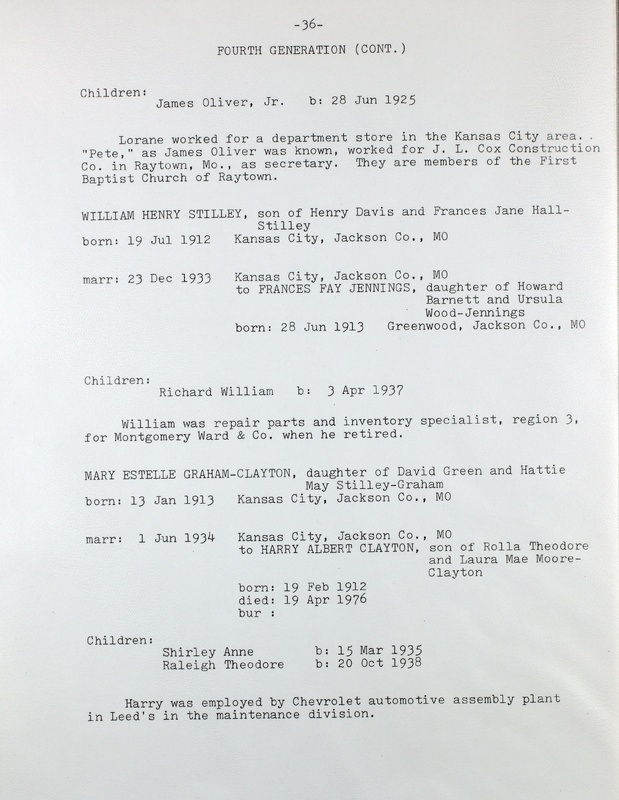 -36-
FOURTH GENERATION (CONT.)
Children:
James Oliver, Jr. b: 28 Jun 1925
Lorane worked for a department store in the Kansas City area. .
"Pete," as James Oliver was known, worked for J. L. Cox Construction
Co. in Raytown, Mo., as secretary. They are members of the First
Baptist Church of Raytown.
WILLIAM HENRY STILLEY, son of Henry Davis and Frances Jane Hall-
Stilley
born: 19 Jul 1912 Kansas City, Jackson Co., MO
marr: 23 Dec 1933 Kansas City, Jackson Co., MO
to FRANCES FAY JENNINGS, daughter of Howard
Barnett and Ursula
Wood-Jennings
born: 28 Jun 1913 Greenwood, Jackson Co., MO
Children:
Richard William b: 3 Apr 1937
William was repair parts and inventory specialist, region 3,
for Montgomery Ward & Co. when he retired.
MARY ESTELLE GRAHAM-CLAYTON, daughter of David Green and Hattie
May Stilley-Graham
born: 13 Jan 1913 Kansas City, Jackson Co., MO
marr: 1 Jun 1934 Kansas City, Jackson Co., MO
to HARRY ALBERT CLAYTON, son of Rolla Theodore
and Laura Mae Moore-
Clayton
born: 19 Feb 1912
died: 19 Apr 1976
bur :
Children:
Shirley Anne b: 15 Mar 1935
Raleigh Theodore b: 20 Oct 1938
Harry was employed by Chevrolet automotive assembly plant
in Leed's in the maintenance division.